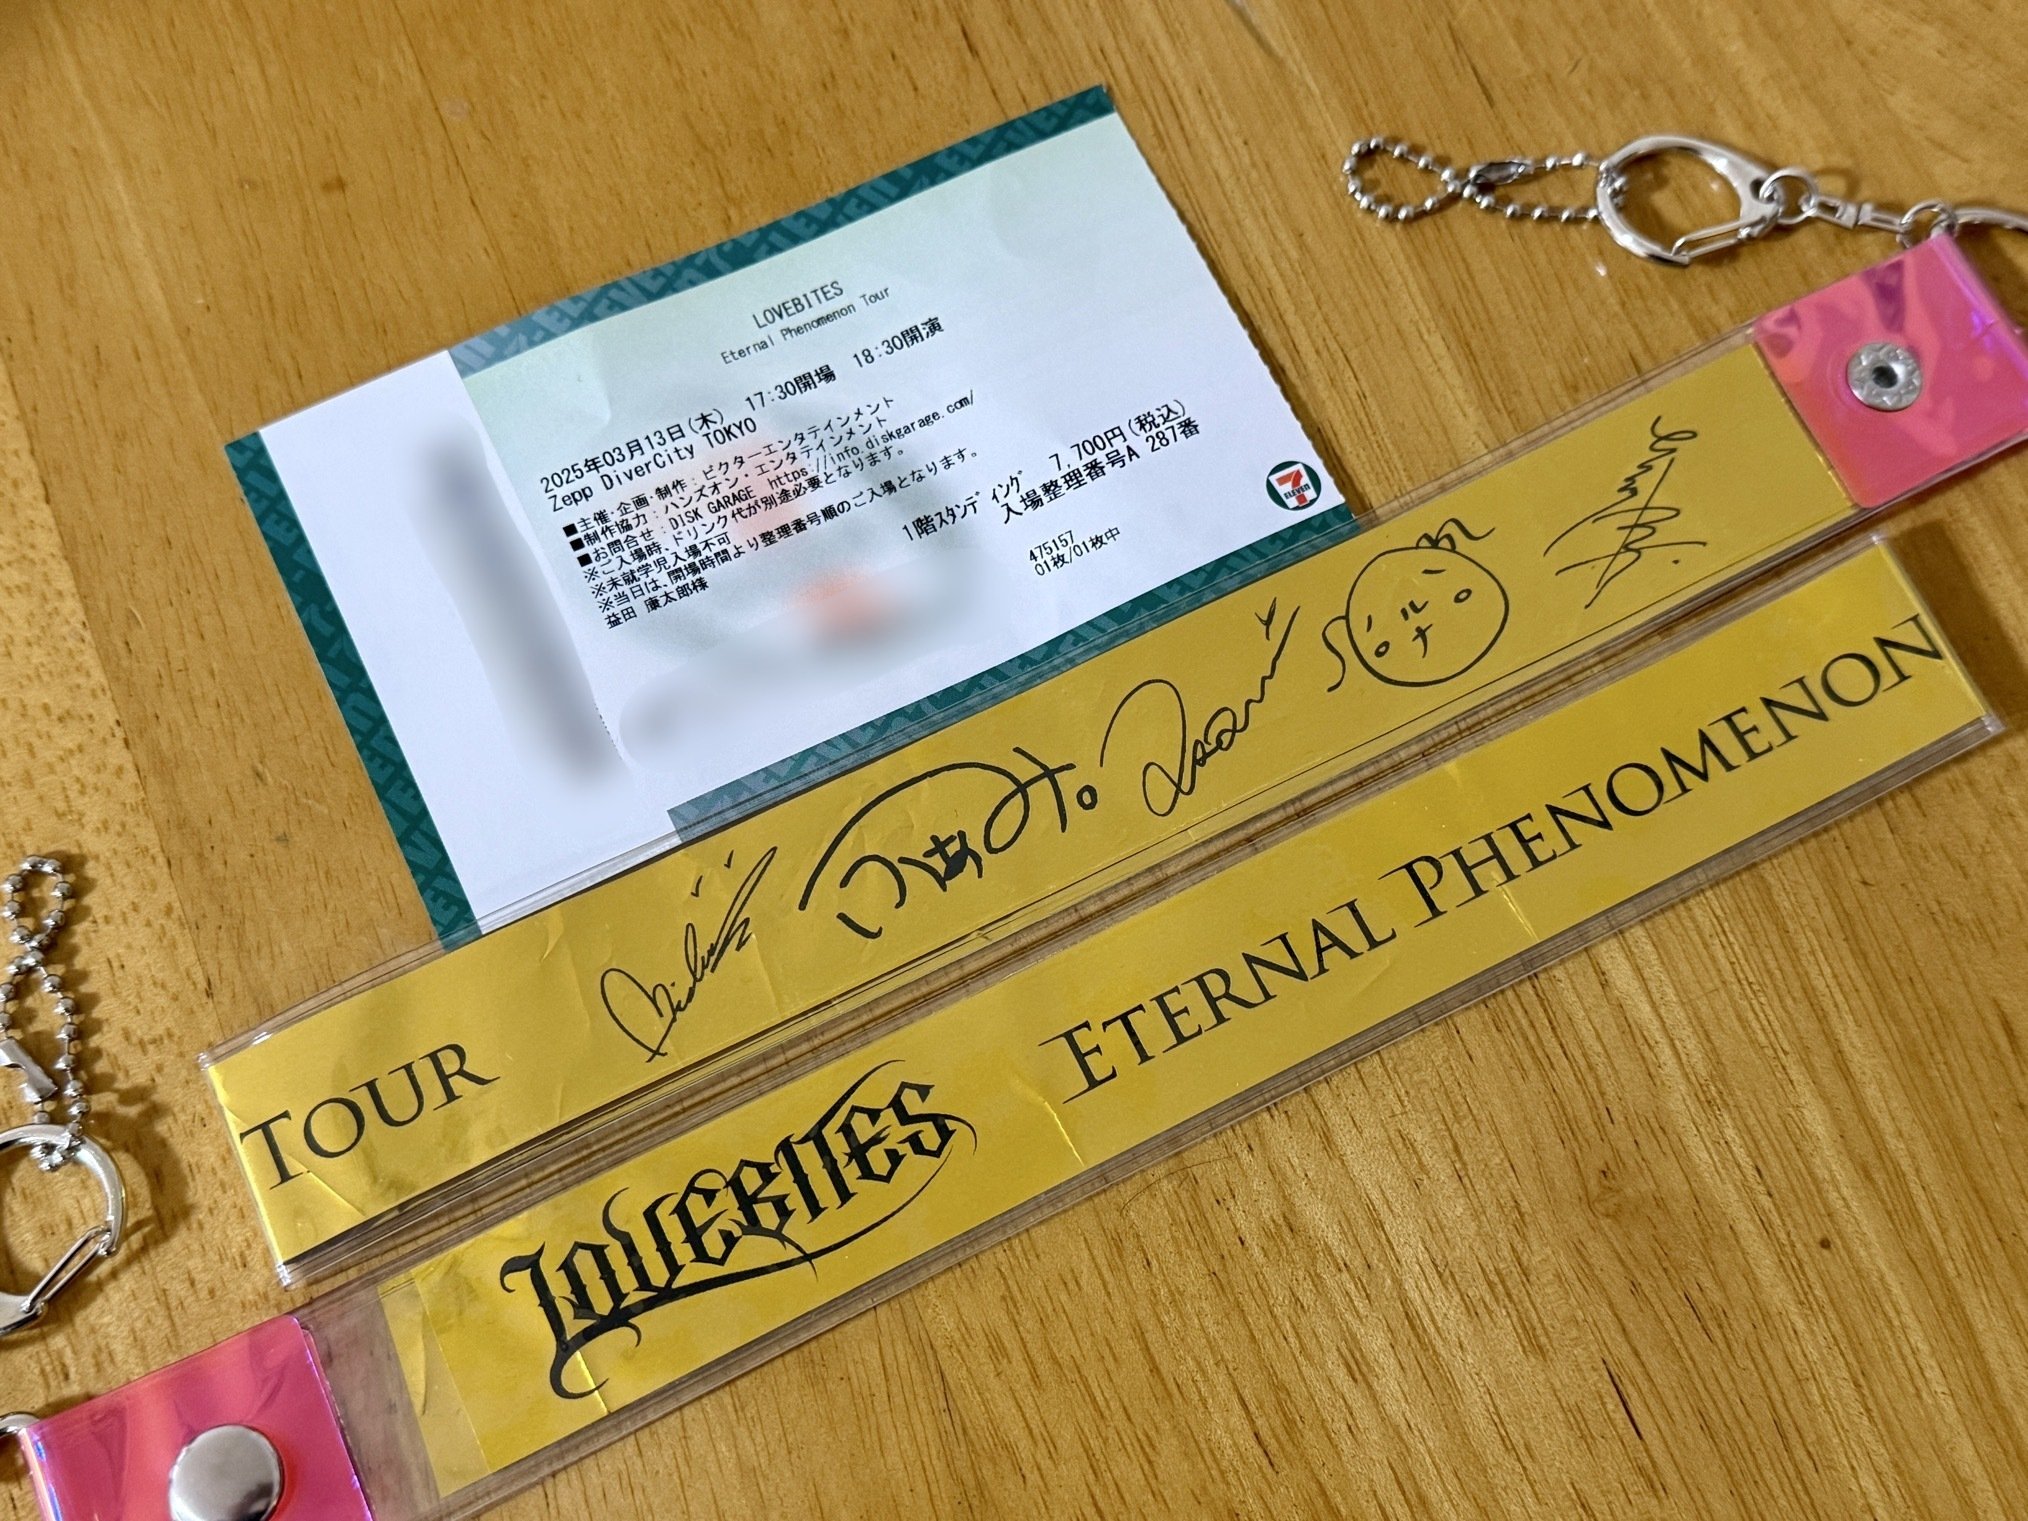 LOVEBITES
Eternal Phenomenon Tour
2025年03月13日(木) 17:30開場 18:30開演
Zepp DiverCity TOKYO
■主催・企画・制作：ビクターエンタテインメント
■制作協力：ハンズオン・エンタテインメント
■お問合せ：DISK GARAGE https://info.diskgarage.com/
※ご入場時、ドリンク代が別途必要となります。
※未就学児入場不可
※当日は、開場時間より整理番号順のご入場となります。
益田 康太郎様
1階スタンディング 7,700円(税込)
入場整理番号A 287番
475157
01枚/01枚中
7 ELEVEN
TOUR
LOVEBITES ETERNAL PHENOMENON